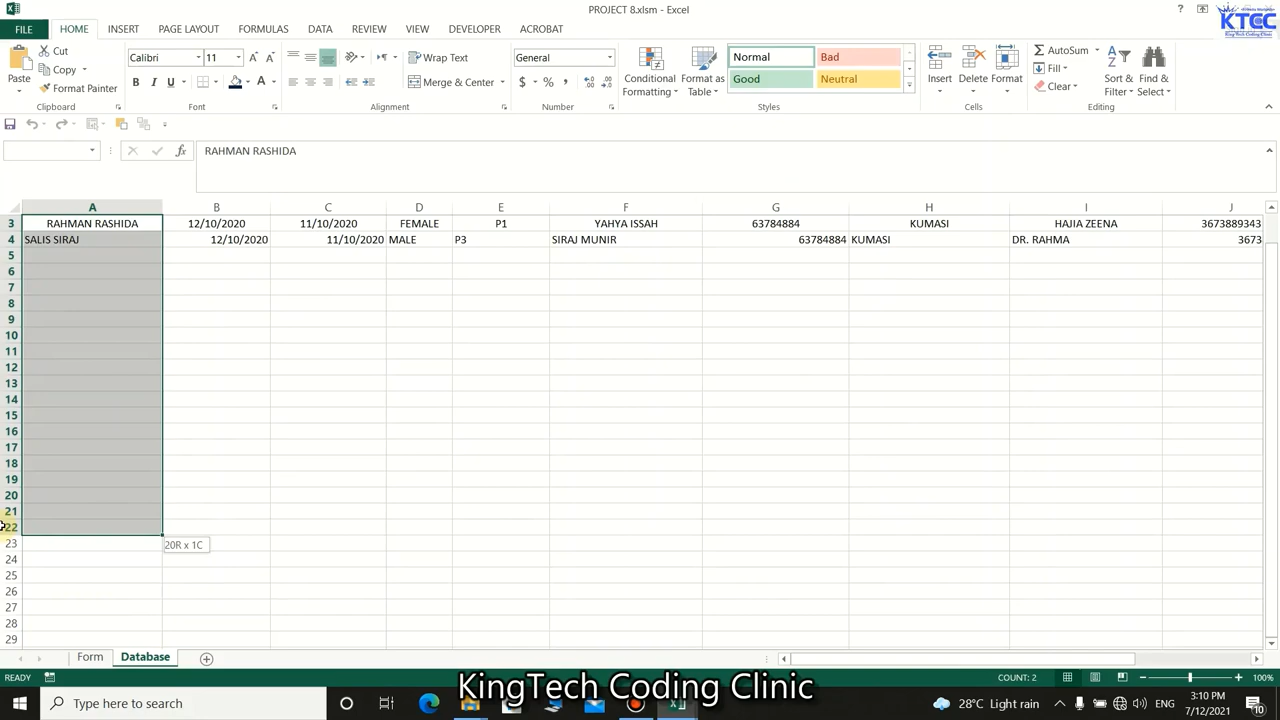 PROJECT 8.xlsm - Excel
?
KTCC
King Tech Coding Clinic
FILE HOME INSERT PAGE LAYOUT FORMULAS DATA REVIEW VIEW DEVELOPER ACROBAT
Paste
Cut
Copy
Format Painter
Clipboard
Calibri 11
B I U
Font
Wrap Text
Merge & Center
Alignment
General
$ % ,
Number
Conditional Formatting
Format as Table
Normal Bad
Good Neutral
Styles
Insert Delete Format
Cells
AutoSum
Fill
Clear
Sort & Filter
Find & Select
Editing
fx RAHMAN RASHIDA
A B C D E F G H I J
3 RAHMAN RASHIDA 12/10/2020 11/10/2020 FEMALE P1 YAHYA ISSAH 63784884 KUMASI HAJIA ZEENA 3673889343
4 SALIS SIRAJ 12/10/2020 11/10/2020 MALE P3 SIRAJ MUNIR 63784884 KUMASI DR. RAHMA 3673
5
6
7
8
9
10
11
12
13
14
15
16
17
18
19
20
21
22
23 20R x 1C
24
25
26
27
28
29
Form Database
READY COUNT: 2 100%
KingTech Coding Clinic
Type here to search
28°C Light rain
ENG
3:10 PM
7/12/2021
10